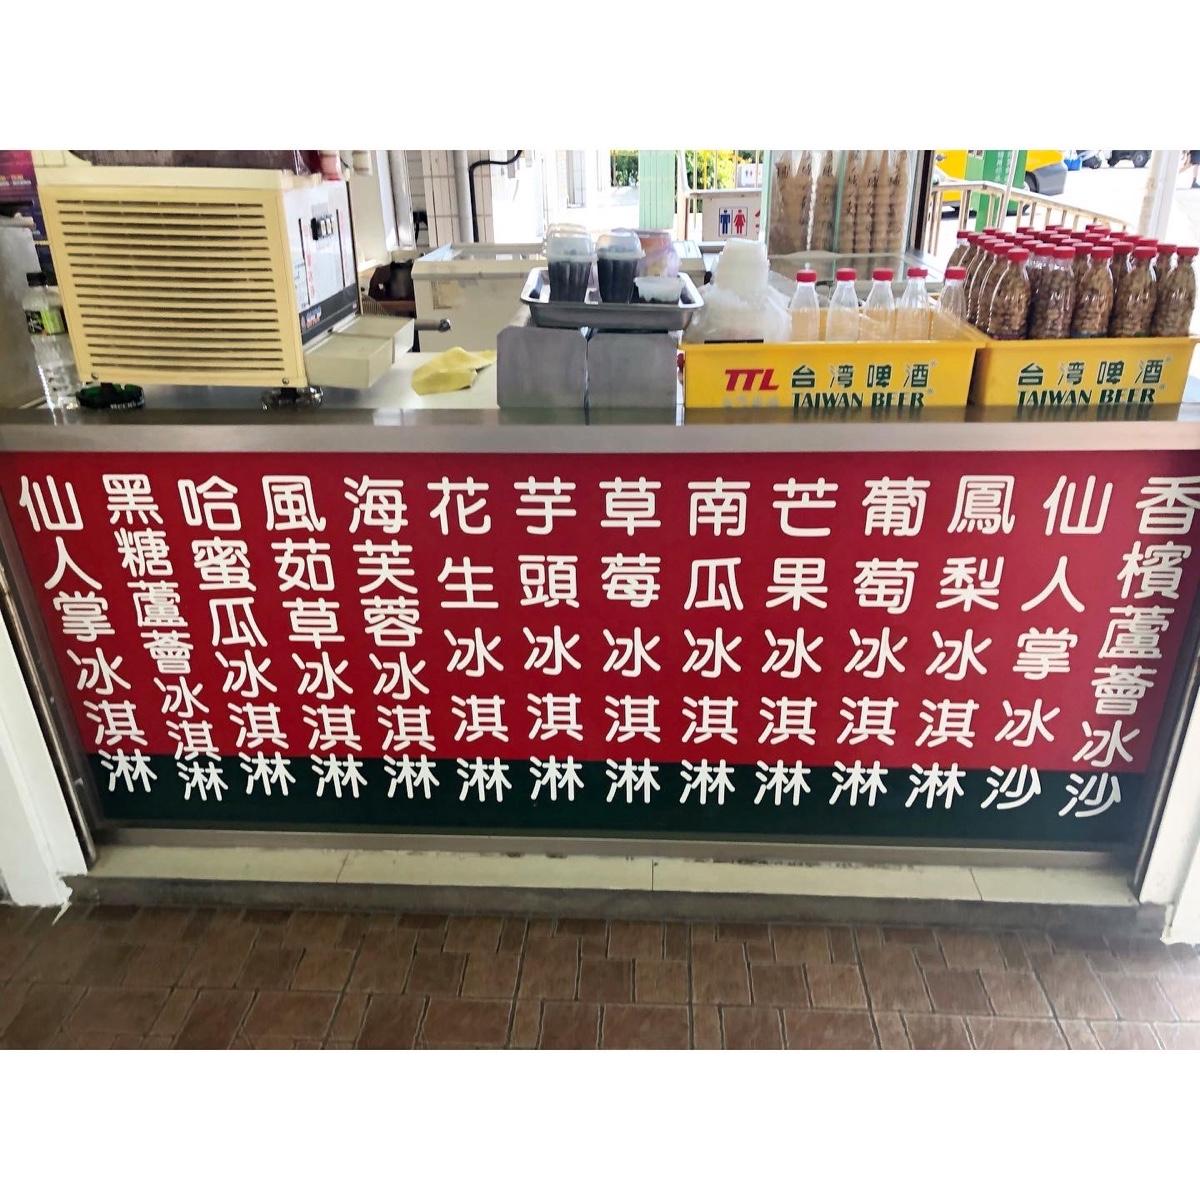 TTL 台湾啤酒
TAIWAN BEER
台湾啤酒
TAIWAN BEER
香檳蘆薈冰沙
仙人掌冰沙
鳳梨冰淇淋
葡萄冰淇淋
芒果冰淇淋
南瓜冰淇淋
草莓冰淇淋
芋頭冰淇淋
花生冰淇淋
海芙蓉冰淇淋
風茹草冰淇淋
哈蜜瓜冰淇淋
黑糖蘆薈冰淇淋
仙人掌冰淇淋